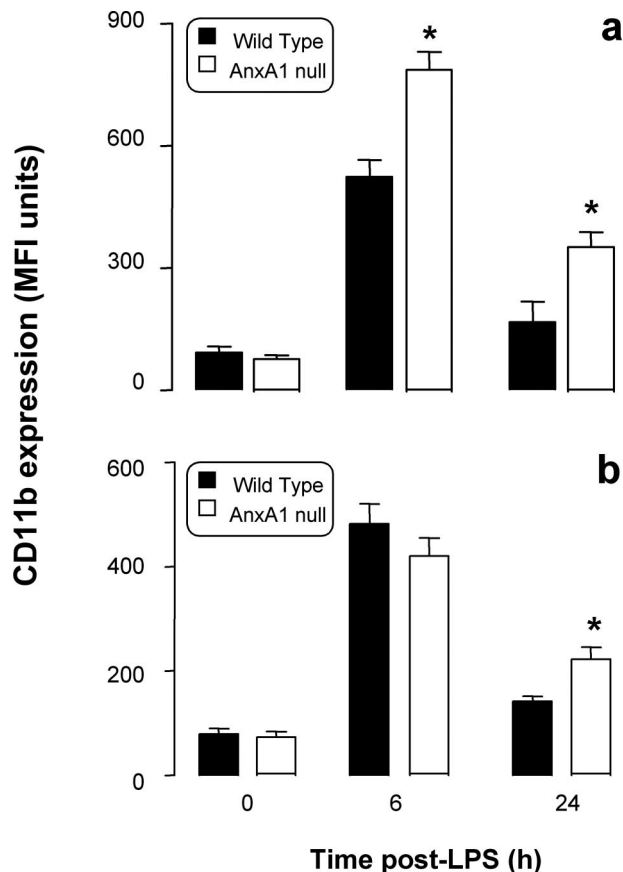 CD11b expression (MFI units)
a
Wild Type
AnxA1 null
900
600
300
0
*
*
b
Wild Type
AnxA1 null
600
400
200
0
*
0 6 24
Time post-LPS (h)